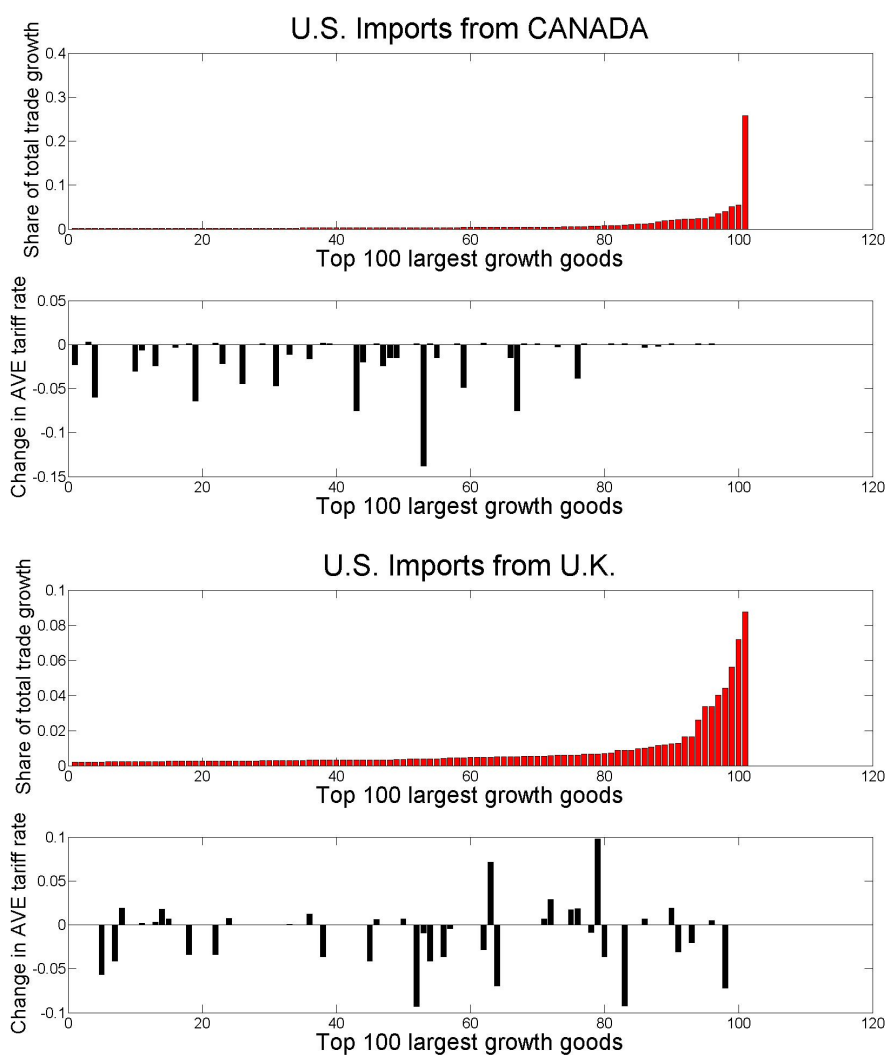 U.S. Imports from CANADA
Share of total trade growth
0.4
0.3
0.2
0.1
0
0 20 40 60 80 100 120
Top 100 largest growth goods
Change in AVE tariff rate
0.05
0
-0.05
-0.1
-0.15
0 20 40 60 80 100 120
Top 100 largest growth goods
U.S. Imports from U.K.
Share of total trade growth
0.1
0.08
0.06
0.04
0.02
0
0 20 40 60 80 100 120
Top 100 largest growth goods
Change in AVE tariff rate
0.1
0.05
0
-0.05
-0.1
0 20 40 60 80 100 120
Top 100 largest growth goods